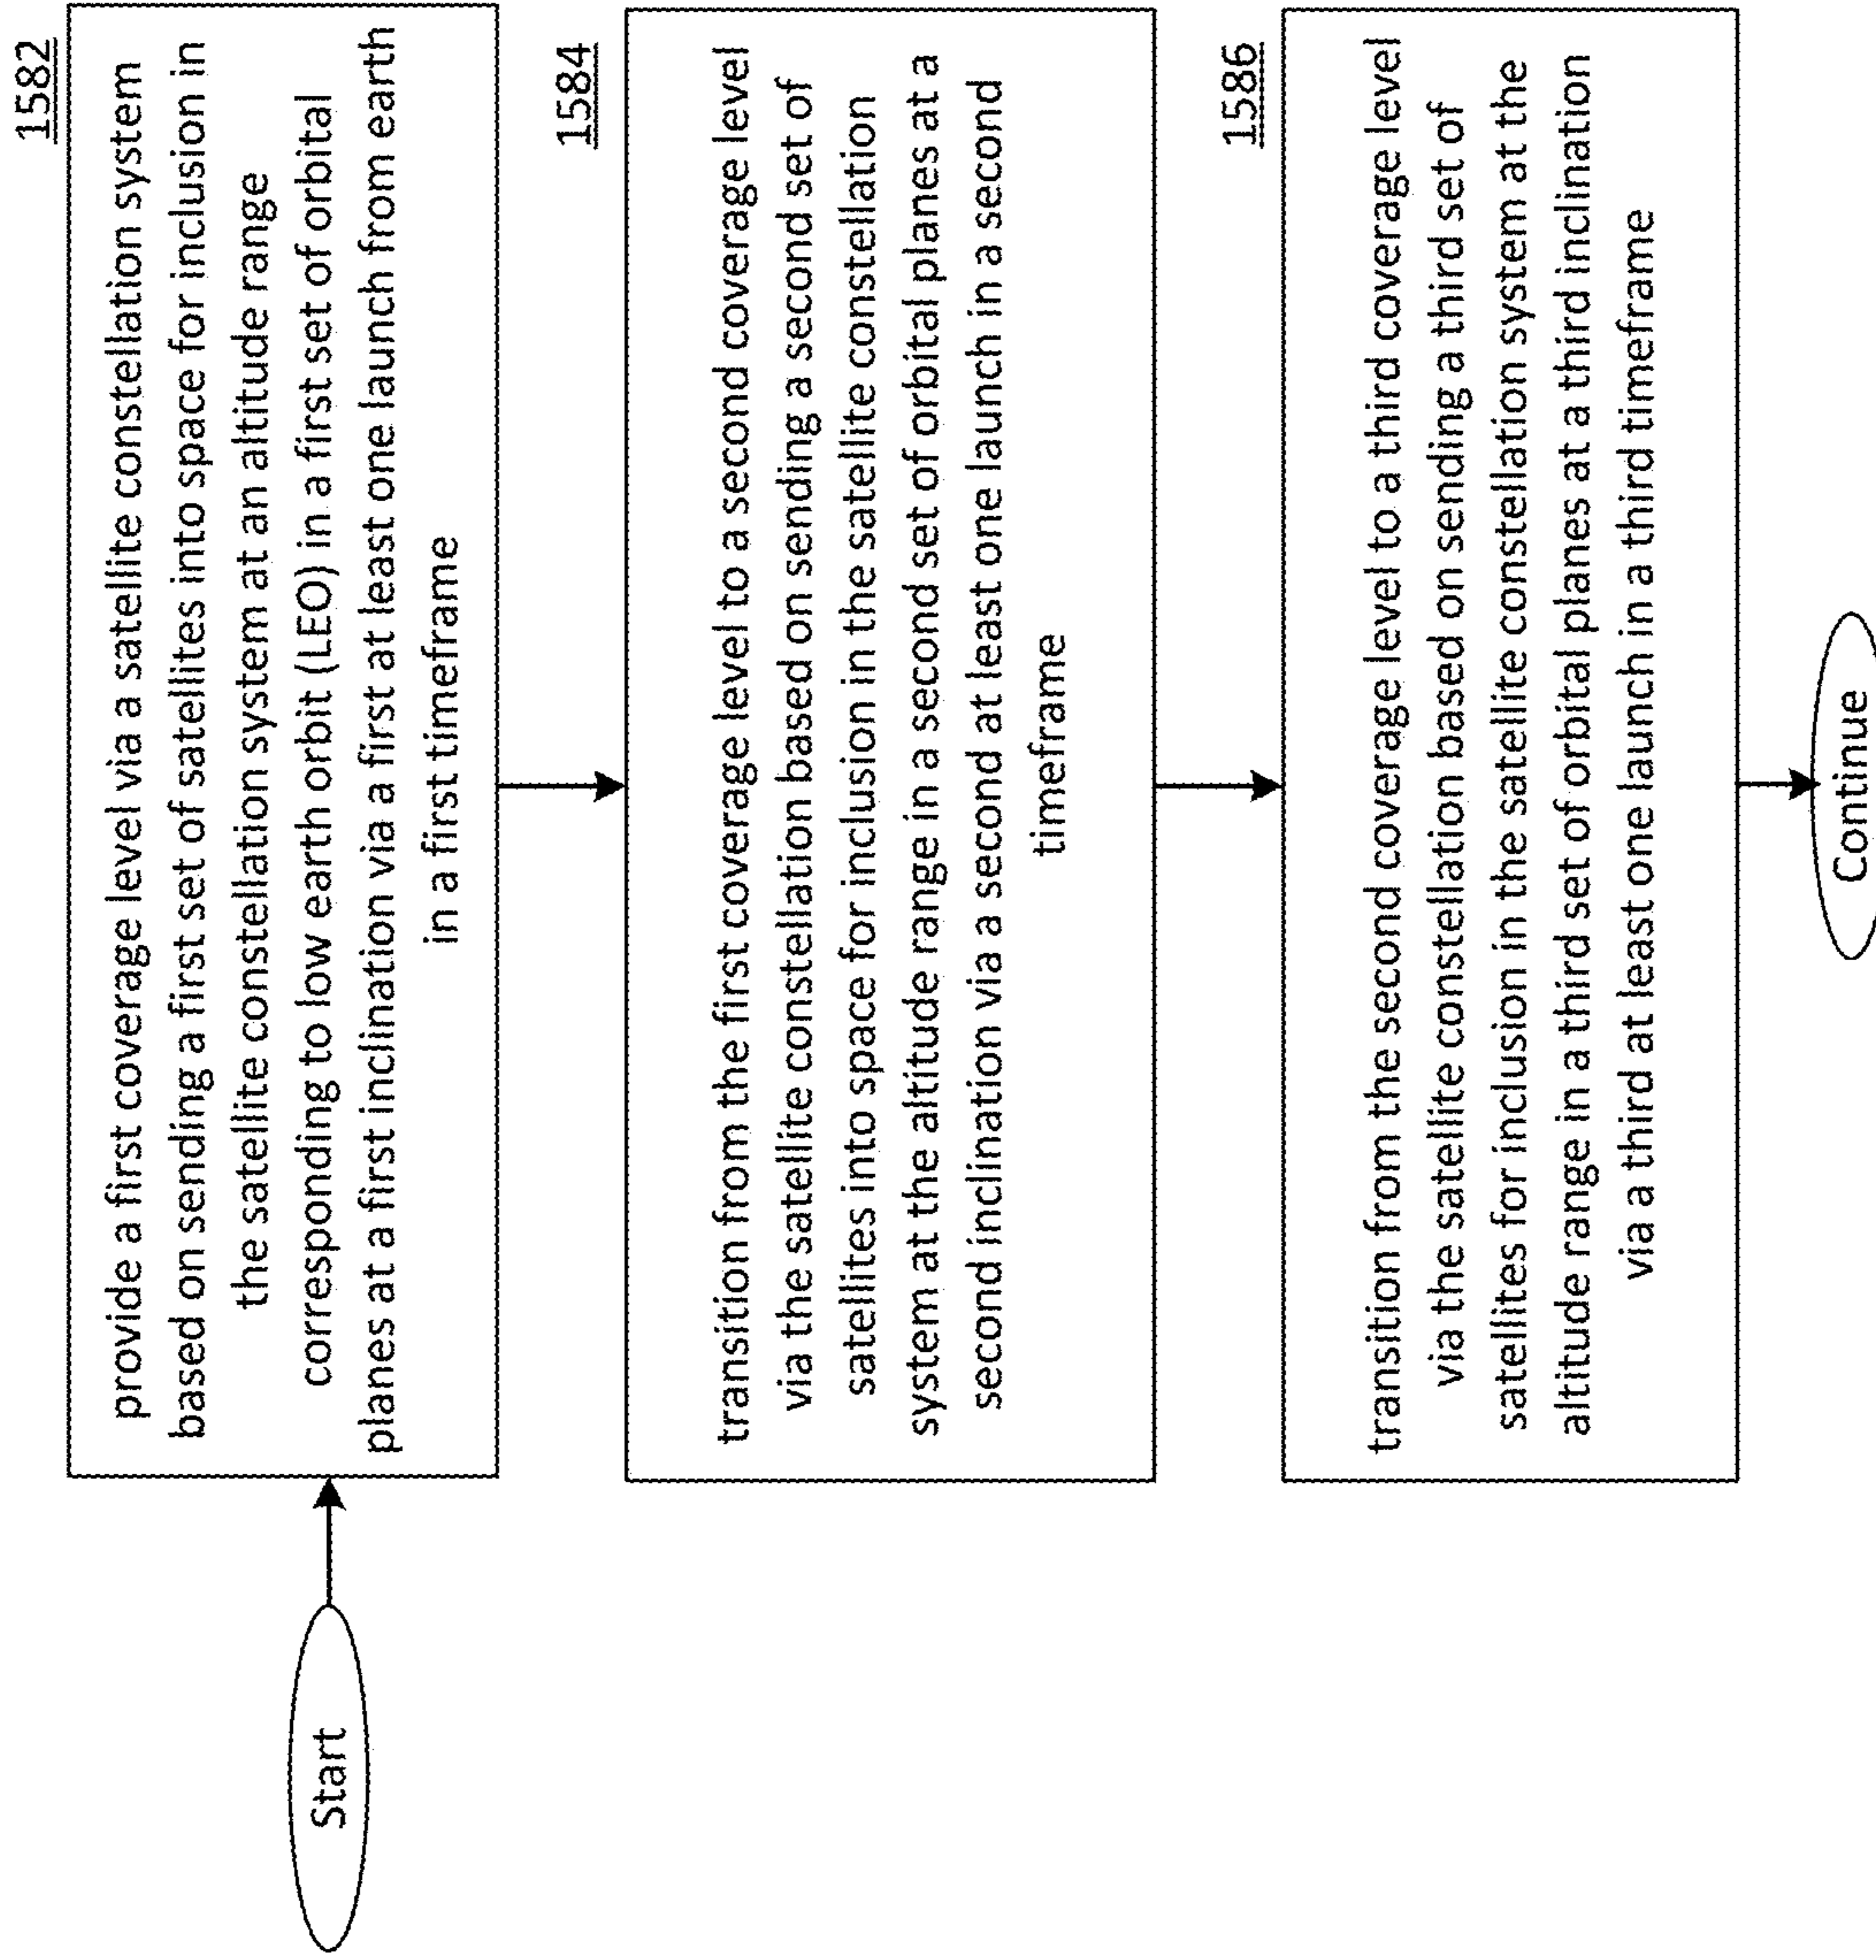 Start
1582
provide a first coverage level via a satellite constellation system
based on sending a first set of satellites into space for inclusion in
the satellite constellation system at an altitude range
corresponding to low earth orbit (LEO) in a first set of orbital
planes at a first inclination via a first at least one launch from earth
in a first timeframe
1584
transition from the first coverage level to a second coverage level
via the satellite constellation based on sending a second set of
satellites into space for inclusion in the satellite constellation
system at the altitude range in a second set of orbital planes at a
second inclination via a second at least one launch in a second
timeframe
1586
transition from the second coverage level to a third coverage level
via the satellite constellation based on sending a third set of
satellites for inclusion in the satellite constellation system at the
altitude range in a third set of orbital planes at a third inclination
via a third at least one launch in a third timeframe
Continue